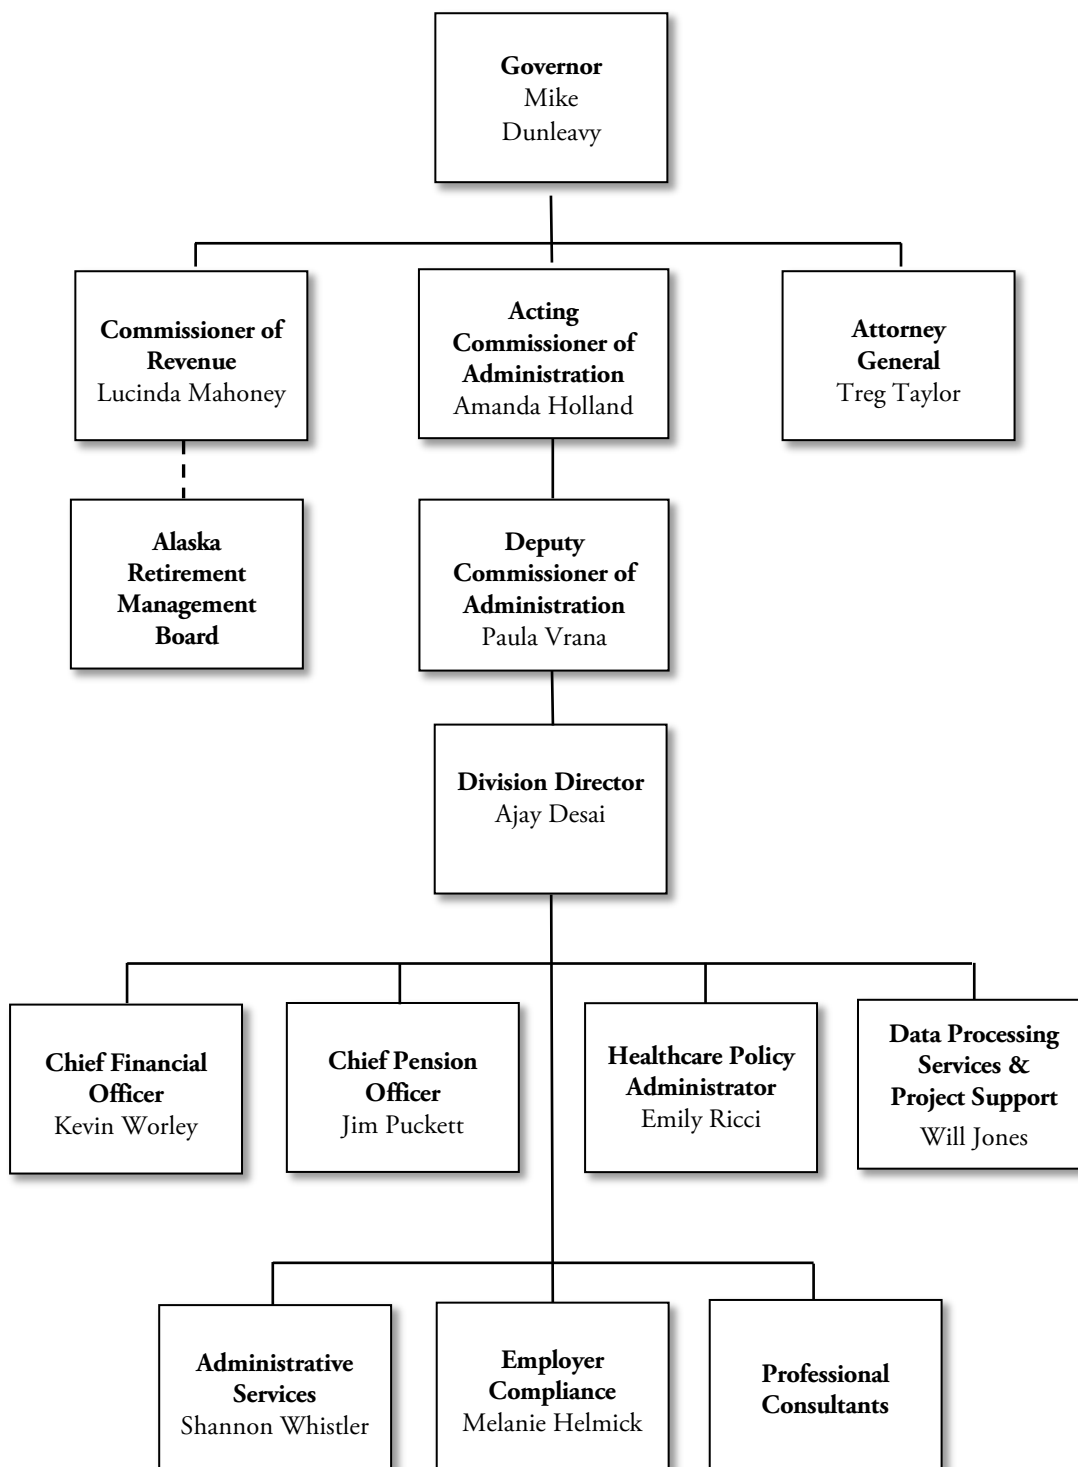 Governor
Mike
Dunleavy
Commissioner of
Revenue
Lucinda Mahoney
Acting
Commissioner of
Administration
Amanda Holland
Attorney
General
Treg Taylor
Alaska
Retirement
Management
Board
Deputy
Commissioner of
Administration
Paula Vrana
Division Director
Ajay Desai
Chief Financial
Officer
Kevin Worley
Chief Pension
Officer
Jim Puckett
Healthcare Policy
Administrator
Emily Ricci
Data Processing
Services &
Project Support
Will Jones
Administrative
Services
Shannon Whistler
Employer
Compliance
Melanie Helmick
Professional
Consultants